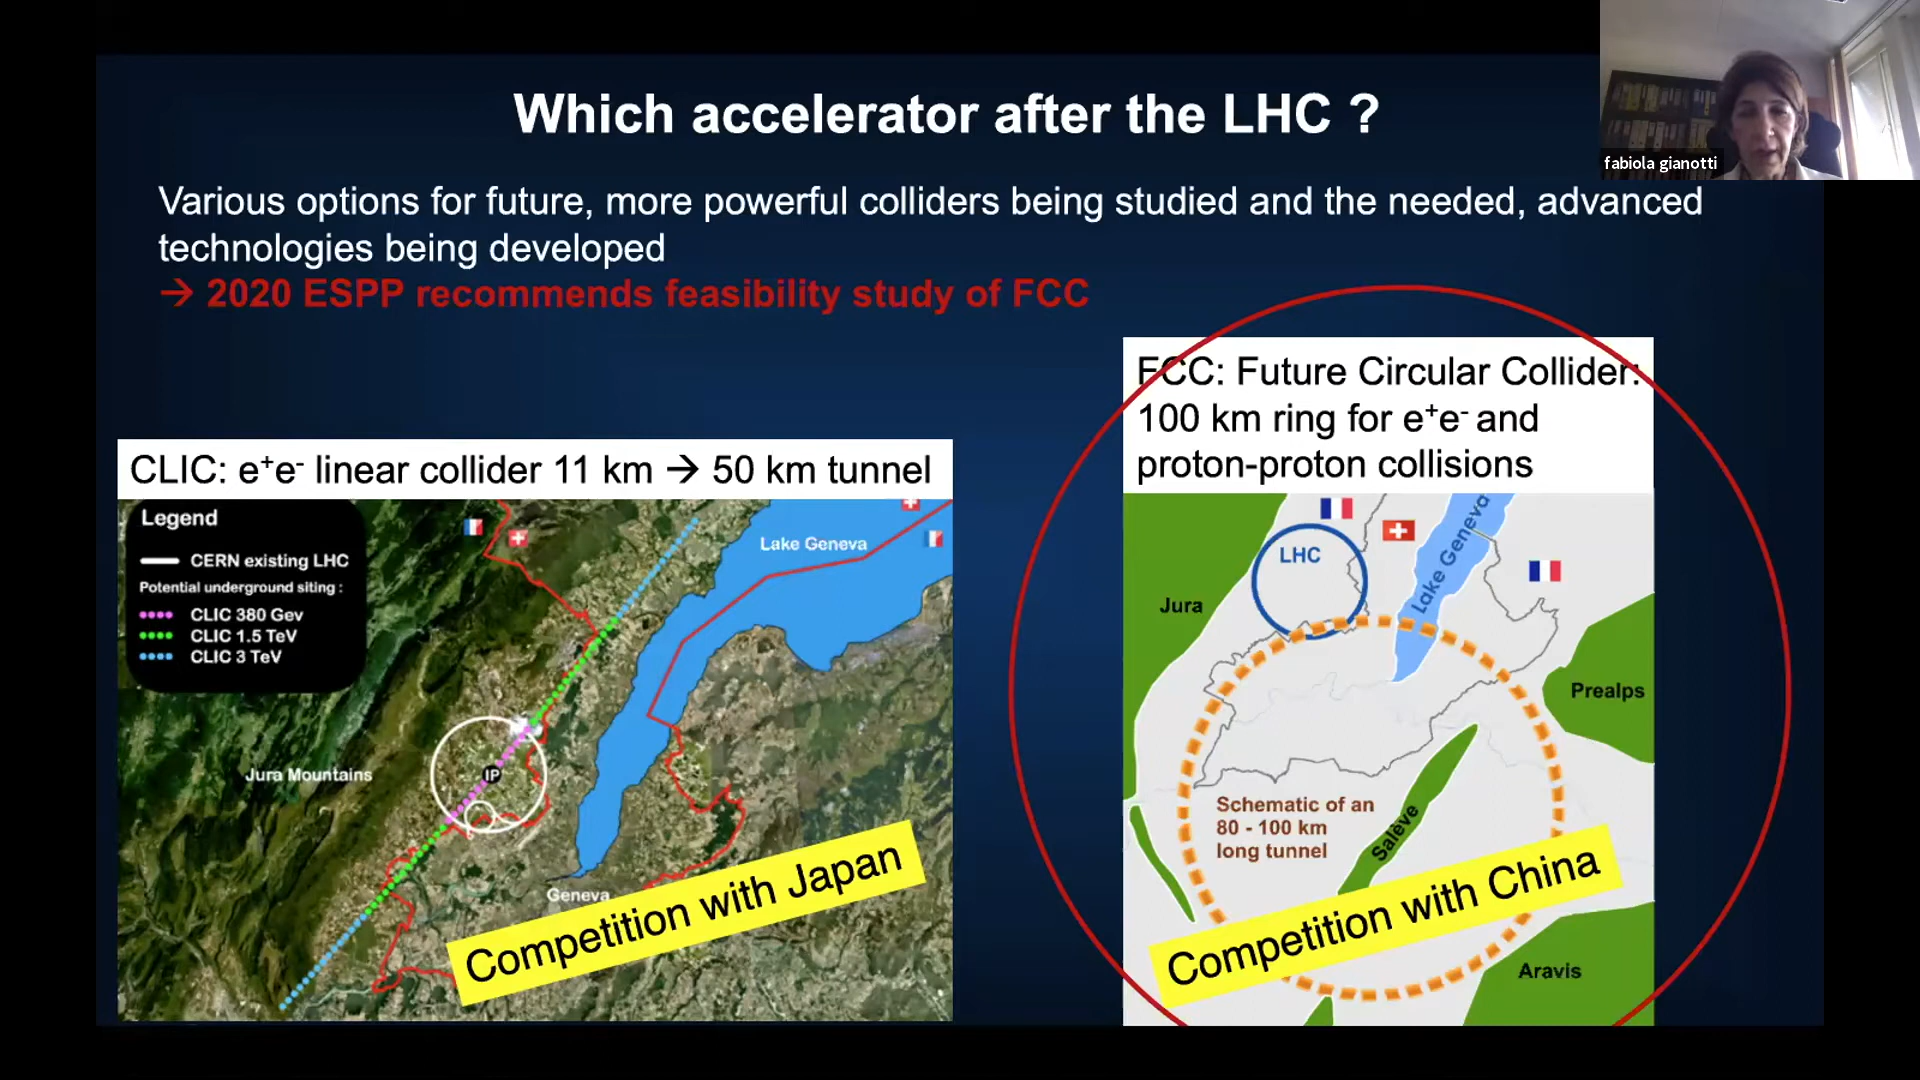 Which accelerator after the LHC ?
fabiola gianotti
Various options for future, more powerful colliders being studied and the needed, advanced
technologies being developed
→ 2020 ESPP recommends feasibility study of FCC
CLIC: e⁺e⁻ linear collider 11 km → 50 km tunnel
Legend
CERN existing LHC
Potential underground siting :
CLIC 380 Gev
CLIC 1.5 TeV
CLIC 3 TeV
Lake Geneva
Jura Mountains
IP
Geneva
Competition with Japan
FCC: Future Circular Collider:
100 km ring for e⁺e⁻ and
proton-proton collisions
LHC
Lake Geneva
Jura
Prealps
Schematic of an
80 - 100 km
long tunnel
Salève
Competition with China
Aravis